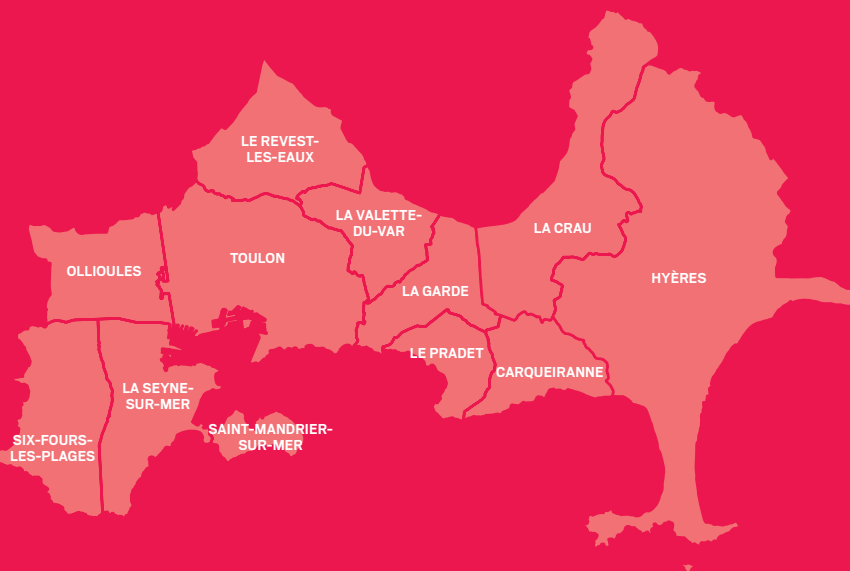 LE REVEST-
LES-EAUX
LA VALETTE-
DU-VAR
LA CRAU
TOULON
OLLIOULES
HYÈRES
LA GARDE
LE PRADET
CARQUEIRANNE
LA SEYNE-
SUR-MER
SAINT-MANDRIER-
SUR-MER
SIX-FOURS-
LES-PLAGES